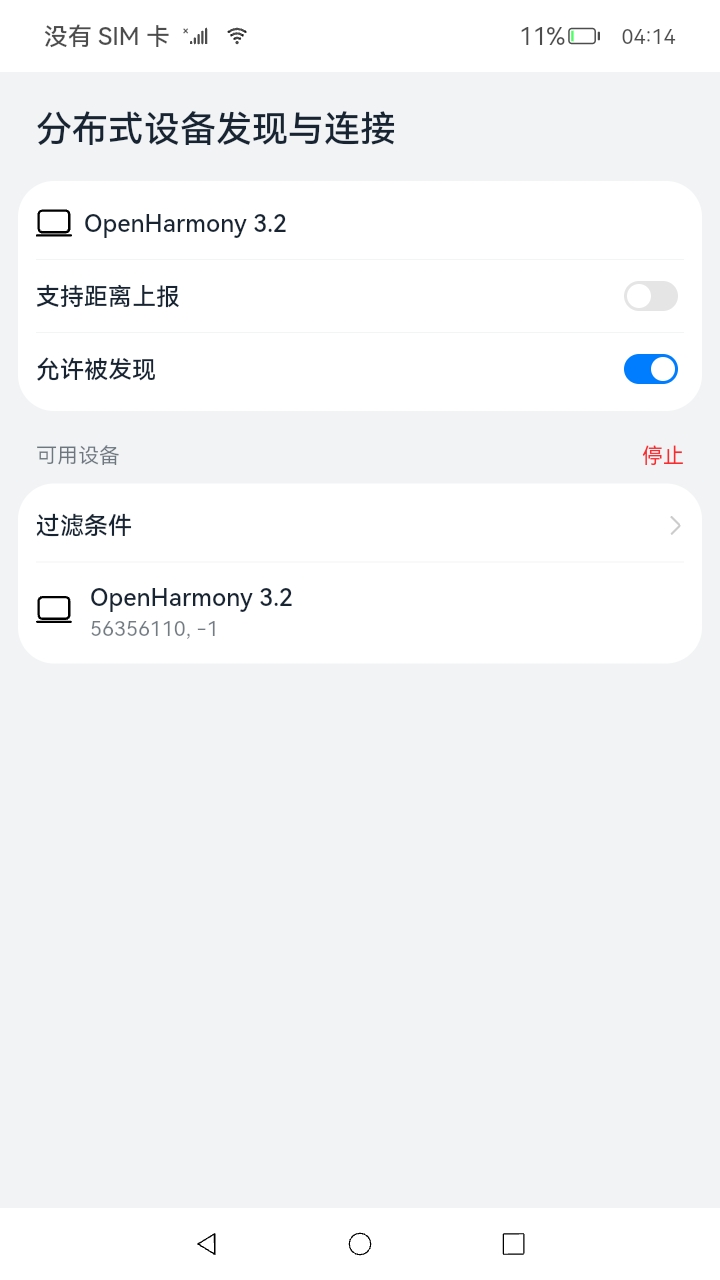 没有 SIM 卡 11% 04:14
分布式设备发现与连接
OpenHarmony 3.2
支持距离上报
允许被发现
可用设备 停止
过滤条件
OpenHarmony 3.2
56356110, -1